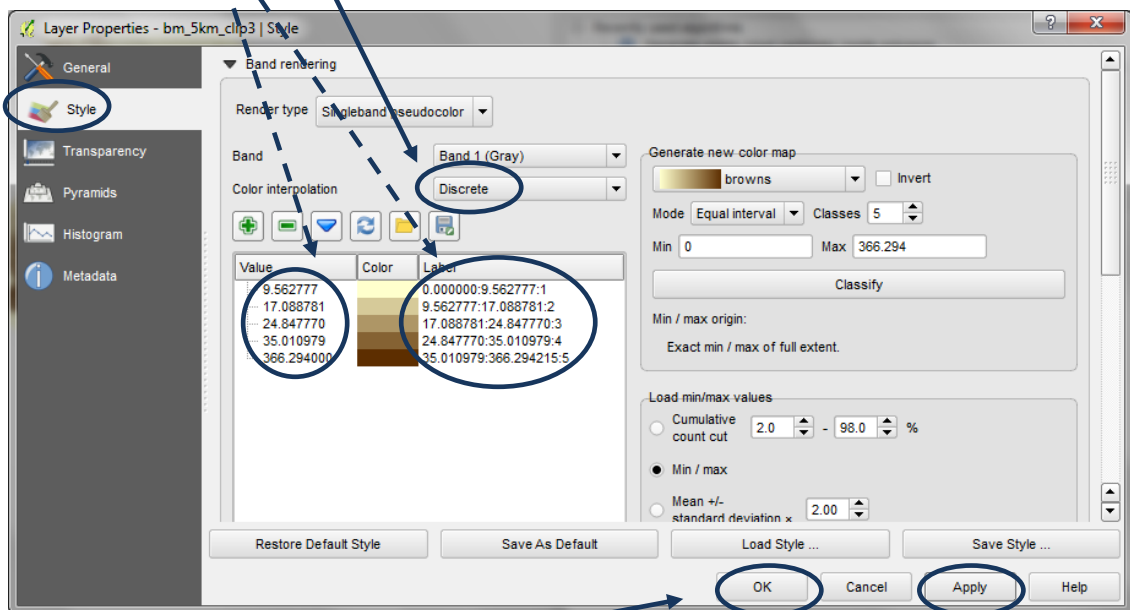 Layer Properties - bm_5km_clip3 | Style
General
Style
Transparency
Pyramids
Histogram
Metadata
Band rendering
Render type Singleband pseudocolor
Band Band 1 (Gray)
Color interpolation Discrete
Value Color Label
9.562777 0.000000:9.562777:1
17.088781 9.562777:17.088781:2
24.847770 17.088781:24.847770:3
35.010979 24.847770:35.010979:4
366.294000 35.010979:366.294215:5
Generate new color map
browns Invert
Mode Equal interval Classes 5
Min 0 Max 366.294
Classify
Min / max origin:
Exact min / max of full extent.
Load min/max values
Cumulative
count cut 2.0 - 98.0 %
Min / max
Mean +/-
standard deviation × 2.00
Restore Default Style Save As Default Load Style ... Save Style ...
OK Cancel Apply Help